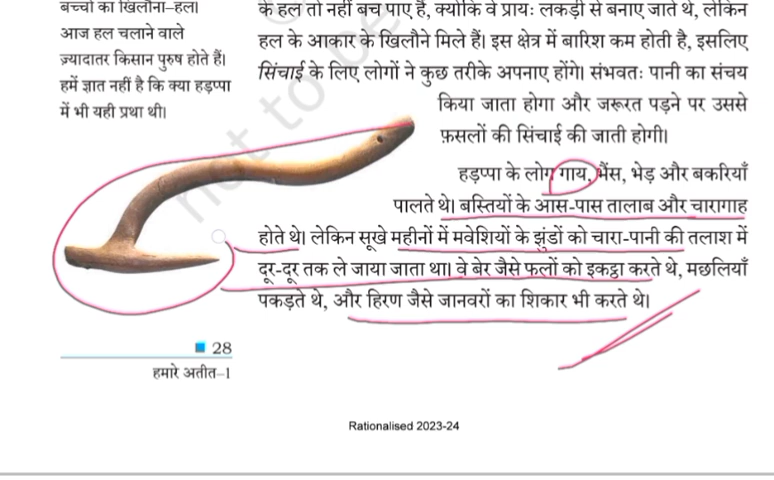 बच्चों का खिलौना–हल।
आज हल चलाने वाले
ज़्यादातर किसान पुरुष होते हैं।
हमें ज्ञात नहीं है कि क्या हड़प्पा
में भी यही प्रथा थी।
के हल तो नहीं बच पाए हैं, क्योंकि वे प्राय: लकड़ी से बनाए जाते थे, लेकिन
हल के आकार के खिलौने मिले हैं। इस क्षेत्र में बारिश कम होती है, इसलिए
सिंचाई के लिए लोगों ने कुछ तरीके अपनाए होंगे। संभवत: पानी का संचय
किया जाता होगा और जरूरत पड़ने पर उससे
फ़सलों की सिंचाई की जाती होगी।
हड़प्पा के लोग गाय, भैंस, भेड़ और बकरियाँ
पालते थे। बस्तियों के आस-पास तालाब और चारागाह
होते थे। लेकिन सूखे महीनों में मवेशियों के झुंडों को चारा-पानी की तलाश में
दूर-दूर तक ले जाया जाता था। वे बेर जैसे फलों को इकट्ठा करते थे, मछलियाँ
पकड़ते थे, और हिरण जैसे जानवरों का शिकार भी करते थे।
not to be
28
हमारे अतीत–1
Rationalised 2023-24